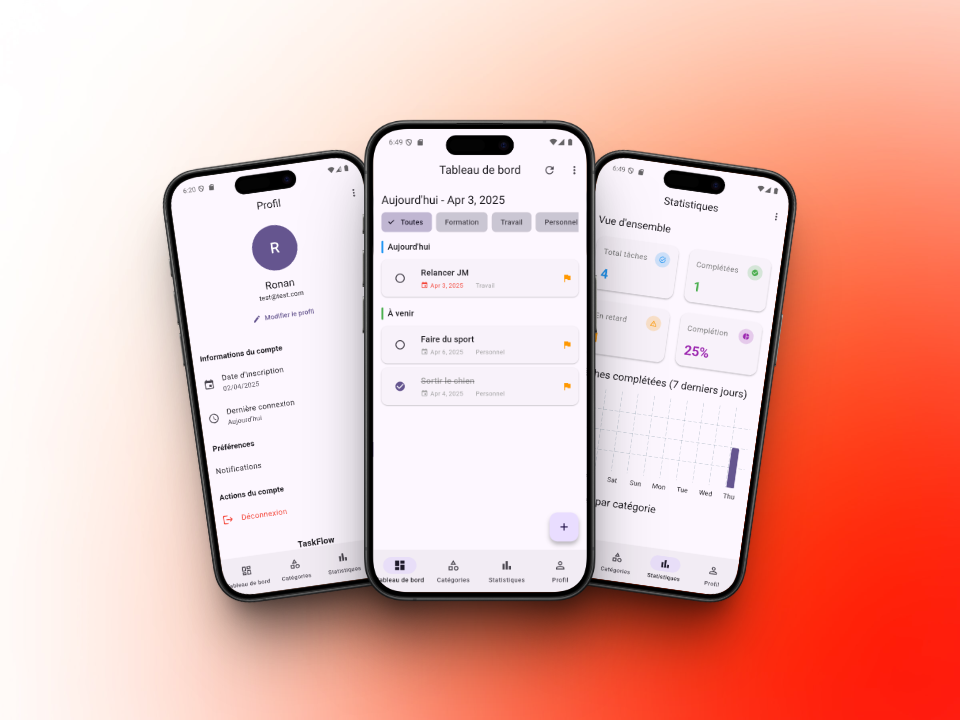 6:20
Profil
R
Ronan
test@test.com
Modifier le profil
Informations du compte
Date d'inscription
02/04/2025
Dernière connexion
Aujourd'hui
Préférences
Notifications
Actions du compte
Déconnexion
TaskFlow
ableau de bord
Catégories
Statistiques
6:49
Tableau de bord
Aujourd'hui - Apr 3, 2025
Toutes
Formation
Travail
Personnel
Aujourd'hui
Relancer JM
Apr 3, 2025
Travail
À venir
Faire du sport
Apr 6, 2025
Personnel
Sortir le chien
Apr 4, 2025
Personnel
+
ableau de bord
Catégories
Statistiques
Profil
6:49
Statistiques
Vue d'ensemble
Total tâches
4
Complétées
1
En retard
Complétion
25%
hes complétées (7 derniers jours)
Sat
Sun
Mon
Tue
Wed
Thu
par catégorie
Catégories
Statistiques
Profil